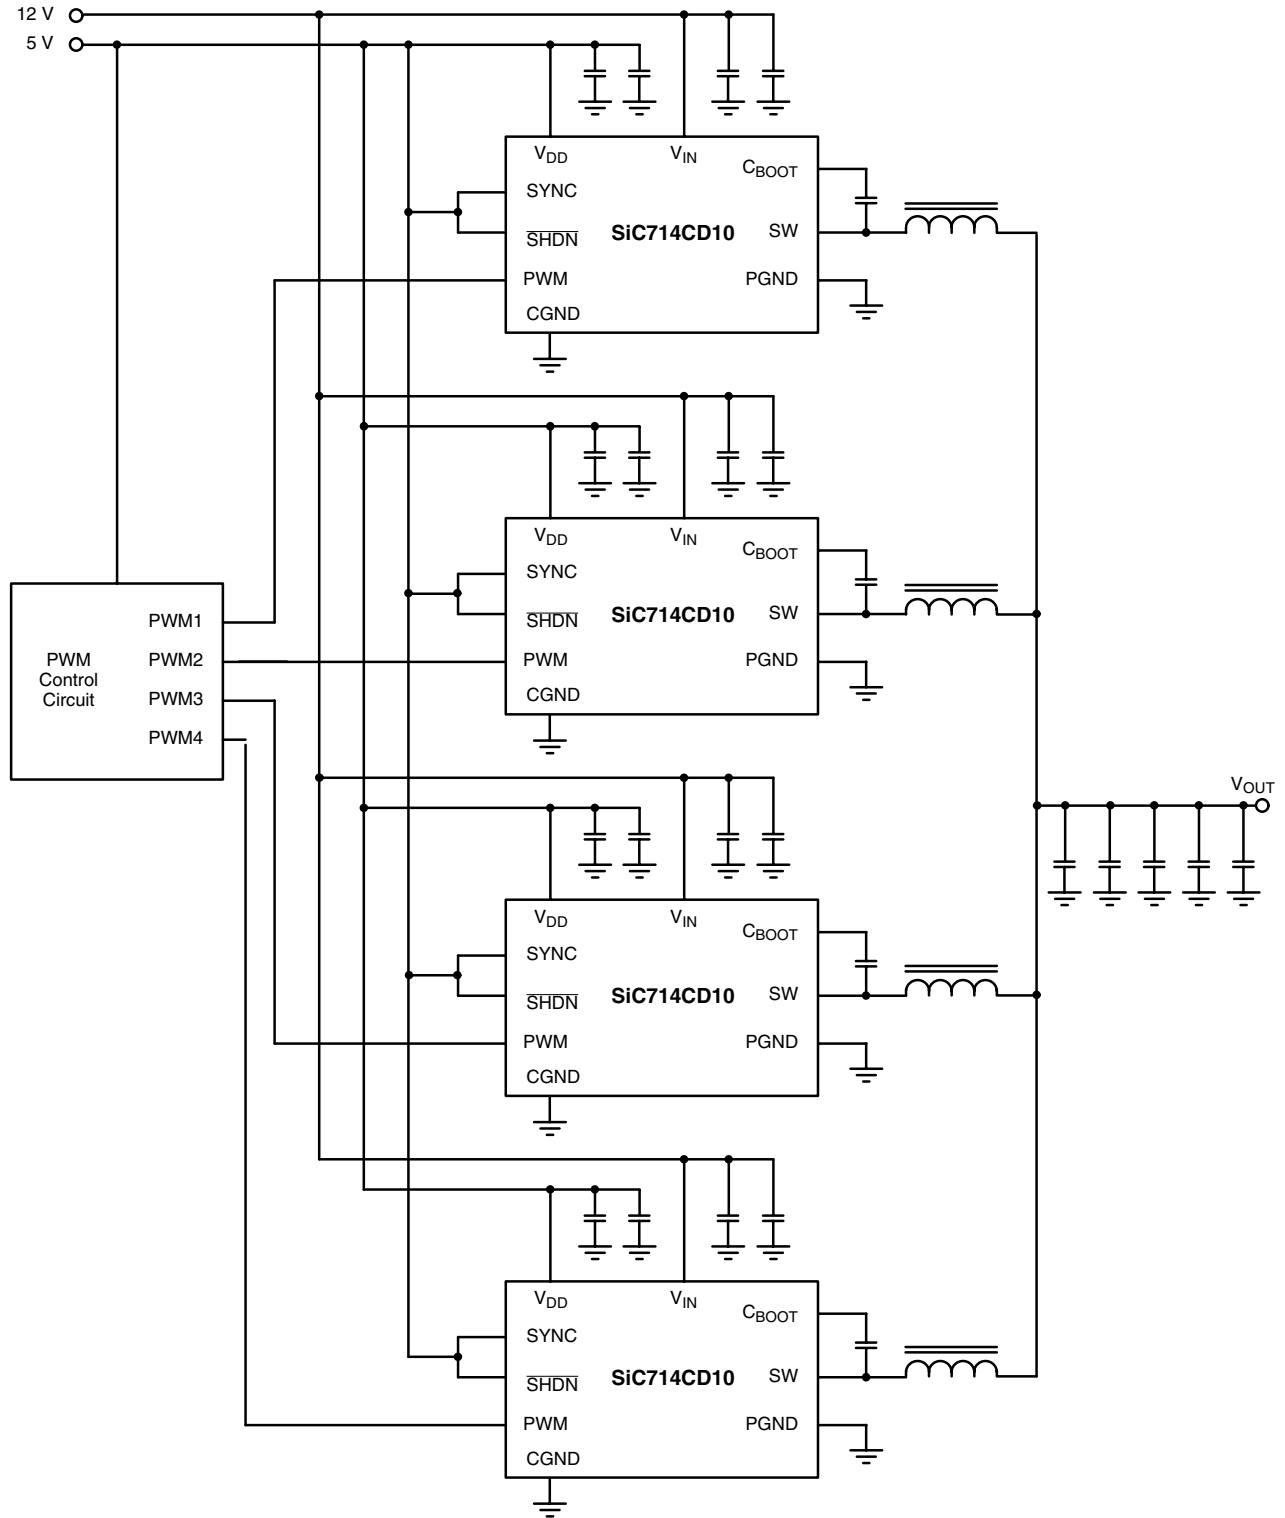 12 V
5 V
VDD
VIN
CBOOT
SYNC
SHDN
SiC714CD10
SW
PWM
PGND
CGND
VDD
VIN
CBOOT
SYNC
SHDN
SiC714CD10
SW
PWM
PGND
CGND
PWM
Control
Circuit
PWM1
PWM2
PWM3
PWM4
VDD
VIN
CBOOT
SYNC
SHDN
SiC714CD10
SW
PWM
PGND
CGND
VOUT
VDD
VIN
CBOOT
SYNC
SHDN
SiC714CD10
SW
PWM
PGND
CGND